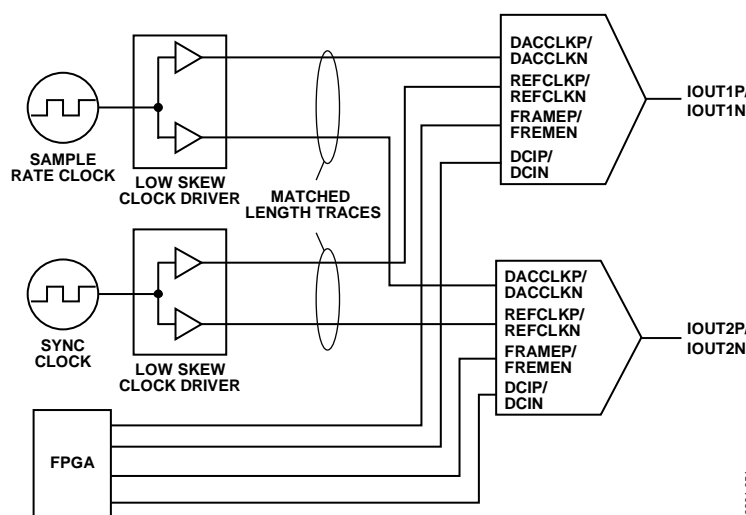 DACCLKP/
DACCLKN
REFCLKP/
REFCLKN
FRAMEP/
FREMEN
DCIP/
DCIN
IOUT1P/
IOUT1N
SAMPLE
RATE CLOCK
LOW SKEW
CLOCK DRIVER
MATCHED
LENGTH TRACES
DACCLKP/
DACCLKN
REFCLKP/
REFCLKN
FRAMEP/
FREMEN
DCIP/
DCIN
IOUT2P/
IOUT2N
SYNC
CLOCK
LOW SKEW
CLOCK DRIVER
FPGA